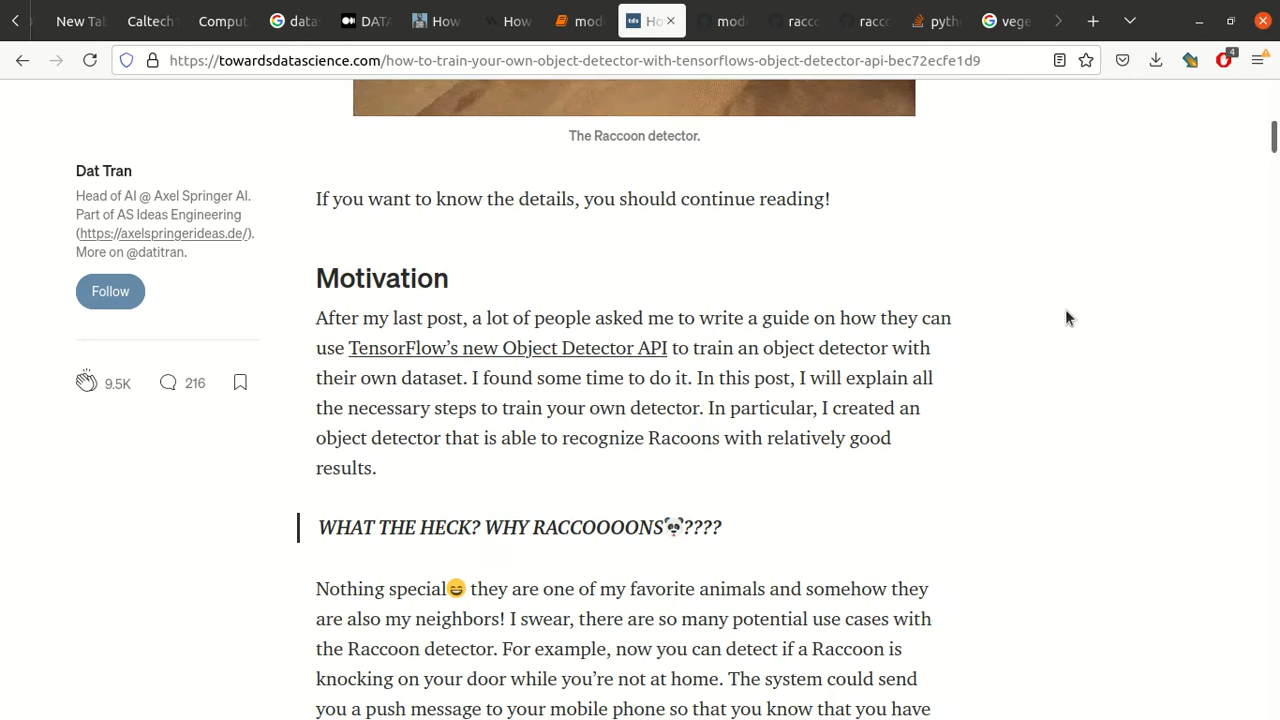 New Tab
Caltech
Comput
data
DATA
How
How
mode
Ho
mod
racco
racco
pyth
vege
https://towardsdatascience.com/how-to-train-your-own-object-detector-with-tensorflows-object-detector-api-bec72ecfe1d9
4
The Raccoon detector.
Dat Tran
Head of AI @ Axel Springer AI.
Part of AS Ideas Engineering
(https://axelspringerideas.de/).
More on @datitran.
Follow
9.5K
216
If you want to know the details, you should continue reading!
Motivation
After my last post, a lot of people asked me to write a guide on how they can
use TensorFlow’s new Object Detector API to train an object detector with
their own dataset. I found some time to do it. In this post, I will explain all
the necessary steps to train your own detector. In particular, I created an
object detector that is able to recognize Racoons with relatively good
results.
WHAT THE HECK? WHY RACCOOOONS🐼????
Nothing special😄 they are one of my favorite animals and somehow they
are also my neighbors! I swear, there are so many potential use cases with
the Raccoon detector. For example, now you can detect if a Raccoon is
knocking on your door while you’re not at home. The system could send
you a push message to your mobile phone so that you know that you have